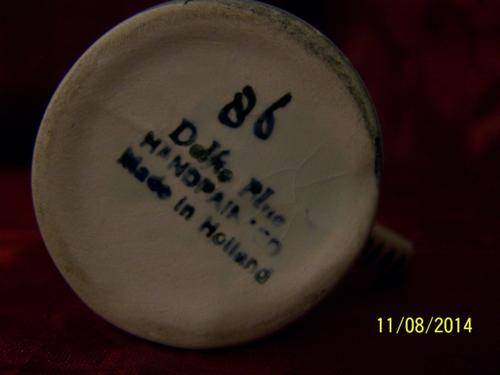 86
Delfts Blue
HANDPAINTED
Made in Holland
11/08/2014